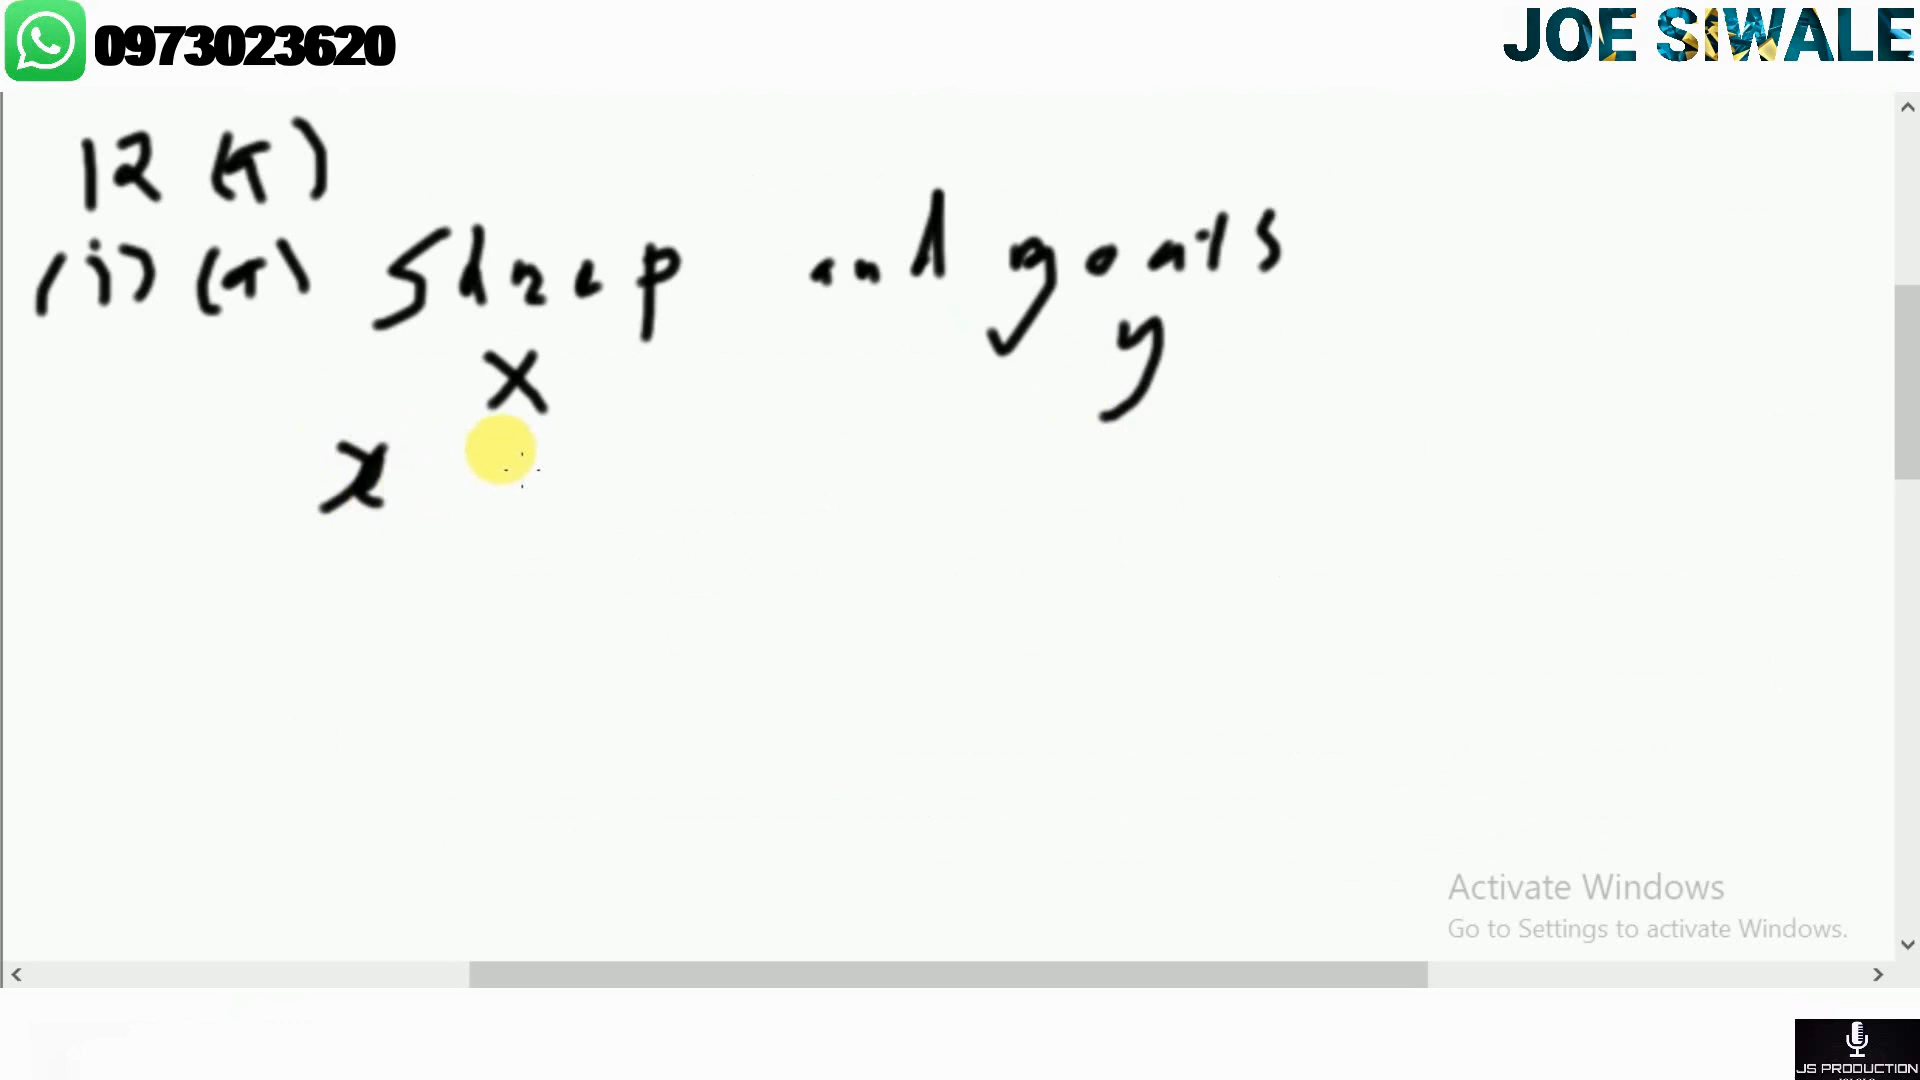 0973023620
JOE SIWALE
12 (a)
(i) (a) Sheep and goats
x y
x
Activate Windows
Go to Settings to activate Windows.
JS PRODUCTION